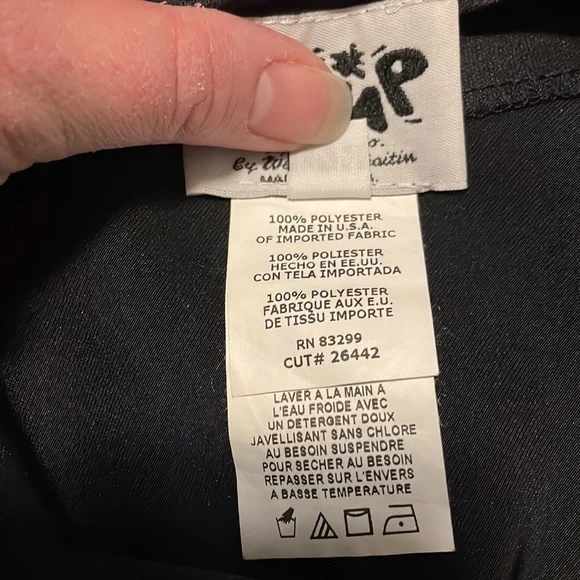 By
100% POLYESTER
MADE IN U.S.A.
OF IMPORTED FABRIC
100% POLIESTER
HECHO EN EE.UU.
CON TELA IMPORTADA
100% POLYESTER
FABRIQUE AUX E.U.
DE TISSU IMPORTE
RN 83299
CUT# 26442
LAVER A LA MAIN A
L'EAU FROIDE AVEC
UN DETERGENT DOUX
JAVELLISANT SANS CHLORE
AU BESOIN SUSPENDRE
POUR SECHER AU BESOIN
REPASSER SUR L'ENVERS
A BASSE TEMPERATURE